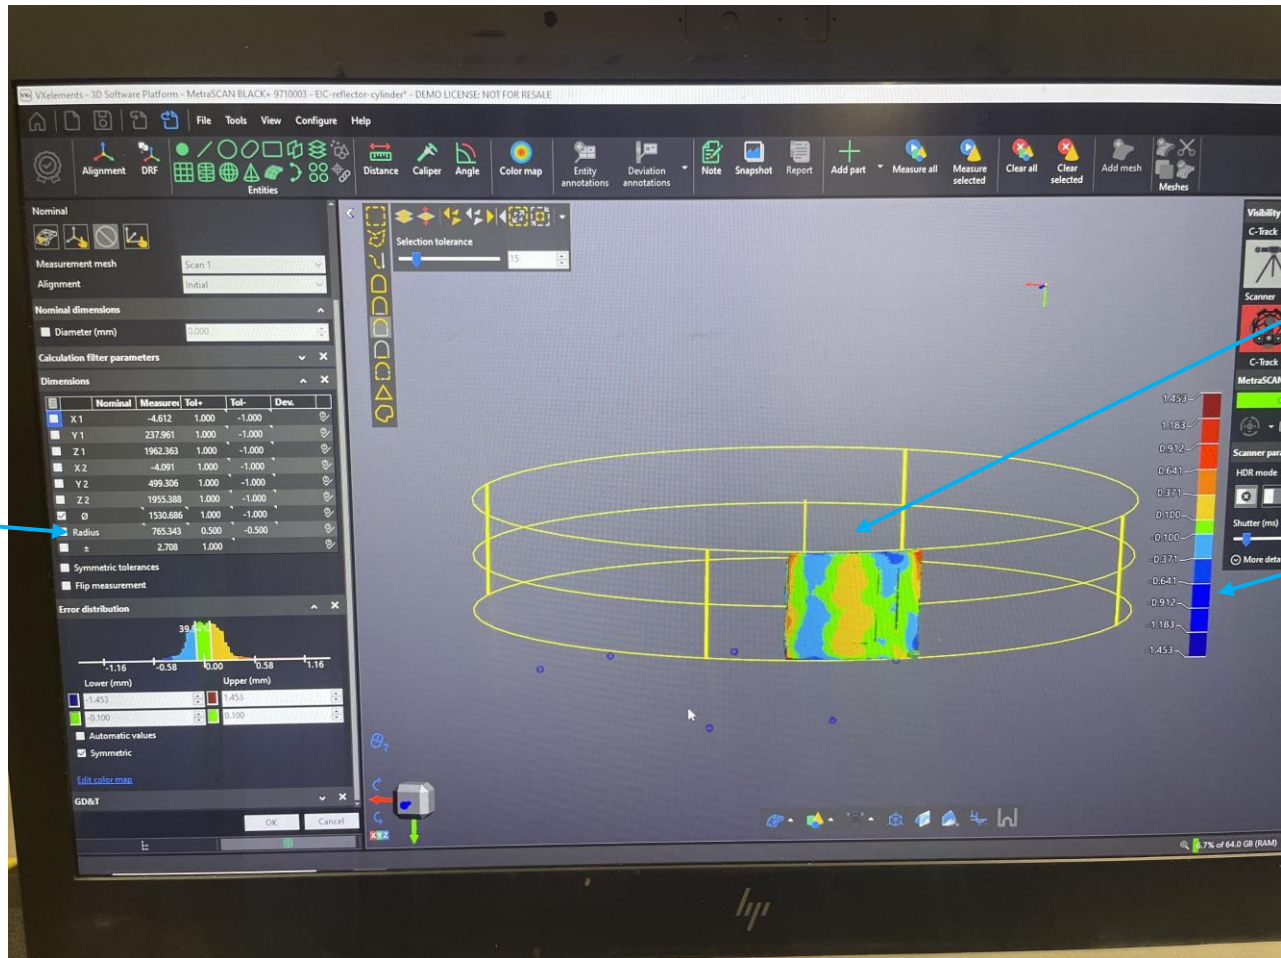 VXelements - 3D Software Platform - MetraSCAN BLACK+ 9710003 - EIC-reflector-cylinder* - DEMO LICENSE: NOT FOR RESALE
File Tools View Configure Help
Alignment DRF Entities Distance Caliper Angle Color map Entity annotations Deviation annotations Note Snapshot Report Add part Measure all Measure selected Clear all Clear selected Add mesh Meshes
Nominal
Measurement mesh Scan 1
Alignment Initial
Nominal dimensions
Diameter (mm) 0.000
Calculation filter parameters
Dimensions
Nominal Measured Tol+ Tol- Dev.
X 1 -4.612 1.000 -1.000
Y 1 237.961 1.000 -1.000
Z 1 1962.363 1.000 -1.000
X 2 -4.091 1.000 -1.000
Y 2 499.306 1.000 -1.000
Z 2 1955.388 1.000 -1.000
Ø 1530.686 1.000 -1.000
Radius 765.343 0.500 -0.500
± 2.708 1.000
Symmetric tolerances
Flip measurement
Error distribution
-1.16 -0.58 0.00 0.58 1.16
Lower (mm) Upper (mm)
-1.453 1.453
-0.100 0.100
Automatic values
Symmetric
Edit color map
GD&T
OK Cancel
Selection tolerance
15
1.453
1.183
0.912
0.641
0.371
0.100
-0.100
-0.371
-0.641
-0.912
-1.183
-1.453
XYZ
Visibility
C-Track
Scanner
C-Track
MetraSCAN
Scanner para
HDR mode
Shutter (ms)
More deta
6.7% of 64.0 GB (RAM)
hp